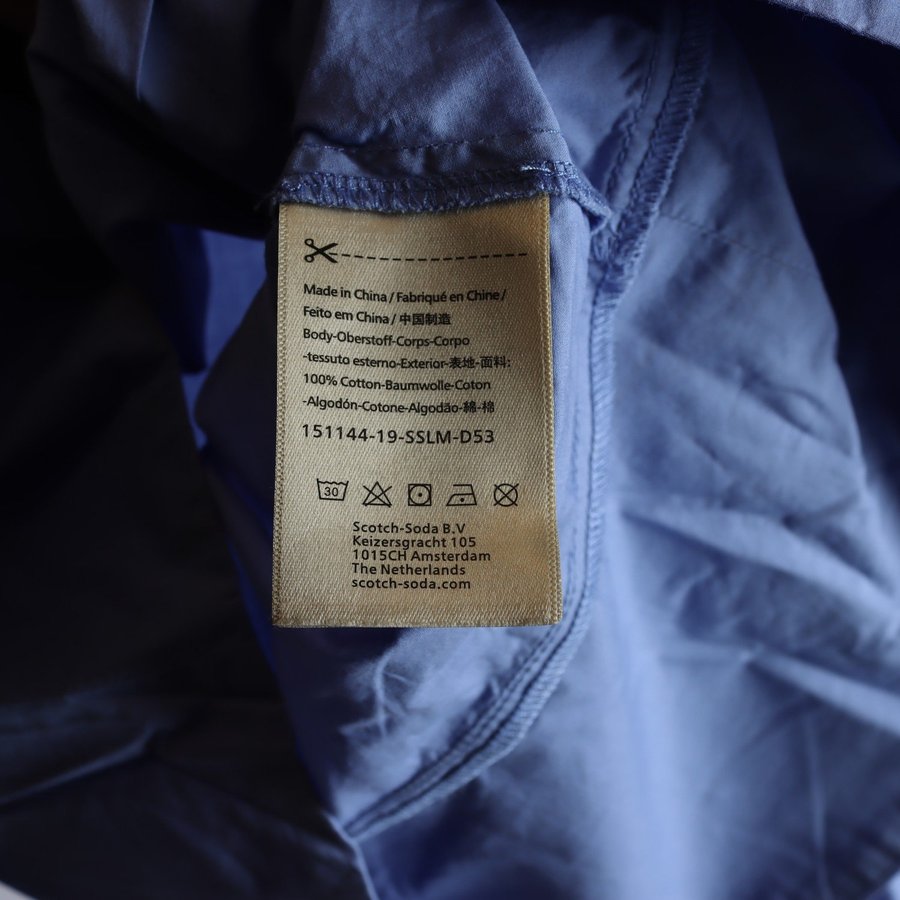 Made in China / Fabriqué en Chine /
Feito em China / 中国制造
Body-Oberstoff-Corps-Corpo
-tessuto esterno-Exterior-表地-面料:
100% Cotton-Baumwolle-Coton
-Algodón-Cotone-Algodão-綿-棉
151144-19-SSLM-D53
30
Scotch-Soda B.V
Keizersgracht 105
1015CH Amsterdam
The Netherlands
scotch-soda.com